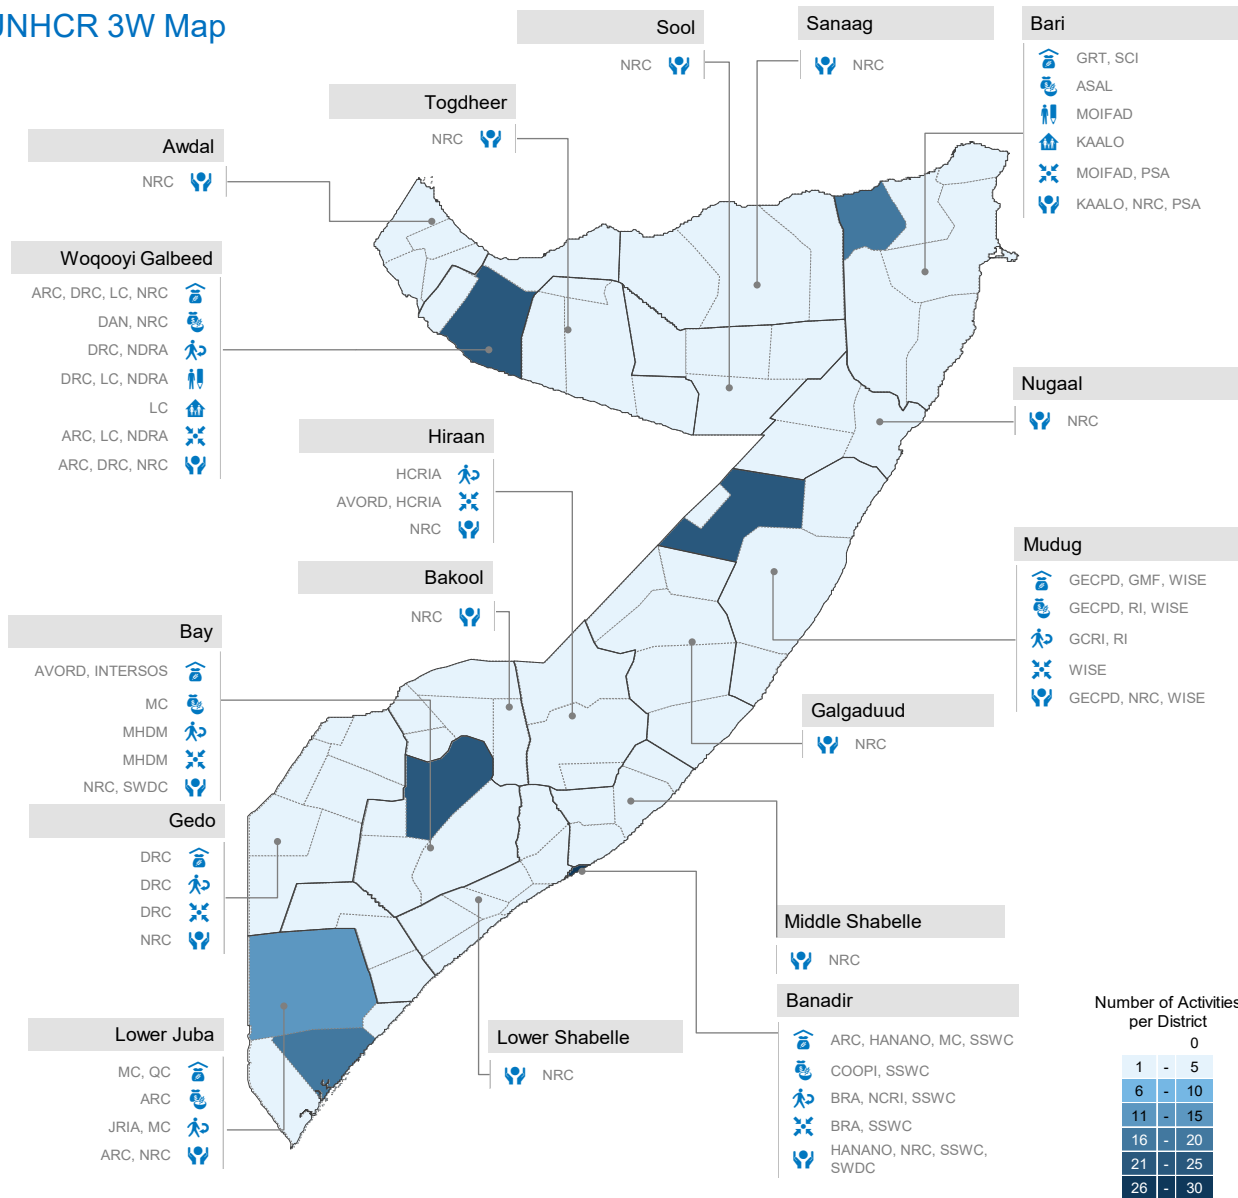 UNHCR 3W Map
Sool
NRC
Sanaag
NRC
Bari
GRT, SCI
ASAL
MOIFAD
KAALO
MOIFAD, PSA
KAALO, NRC, PSA
Togdheer
NRC
Awdal
NRC
Woqooyi Galbeed
ARC, DRC, LC, NRC
DAN, NRC
DRC, NDRA
DRC, LC, NDRA
LC
ARC, LC, NDRA
ARC, DRC, NRC
Nugaal
NRC
Hiraan
HCRIA
AVORD, HCRIA
NRC
Mudug
GECPD, GMF, WISE
GECPD, RI, WISE
GCRI, RI
WISE
GECPD, NRC, WISE
Bakool
NRC
Bay
AVORD, INTERSOS
MC
MHDM
MHDM
NRC, SWDC
Galgaduud
NRC
Gedo
DRC
DRC
DRC
NRC
Middle Shabelle
NRC
Banadir
ARC, HANANO, MC, SSWC
COOPI, SSWC
BRA, NCRI, SSWC
BRA, SSWC
HANANO, NRC, SSWC,
SWDC
Lower Juba
MC, QC
ARC
JRIA, MC
ARC, NRC
Lower Shabelle
NRC
Number of Activities
per District
0
1 - 5
6 - 10
11 - 15
16 - 20
21 - 25
26 - 30